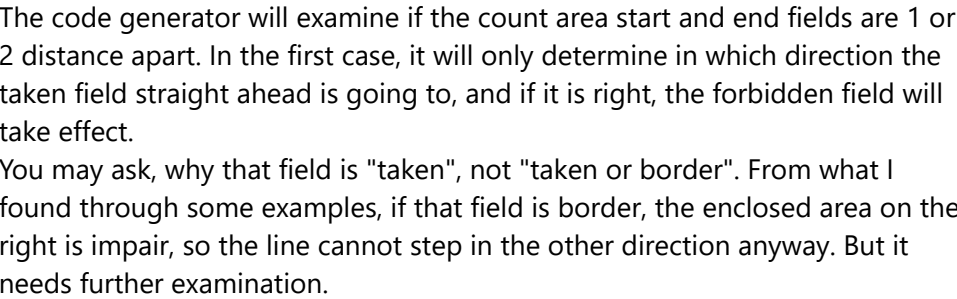 The code generator will examine if the count area start and end fields are 1 or
2 distance apart. In the first case, it will only determine in which direction the
taken field straight ahead is going to, and if it is right, the forbidden field will
take effect.
You may ask, why that field is "taken", not "taken or border". From what I
found through some examples, if that field is border, the enclosed area on the
right is impair, so the line cannot step in the other direction anyway. But it
needs further examination.